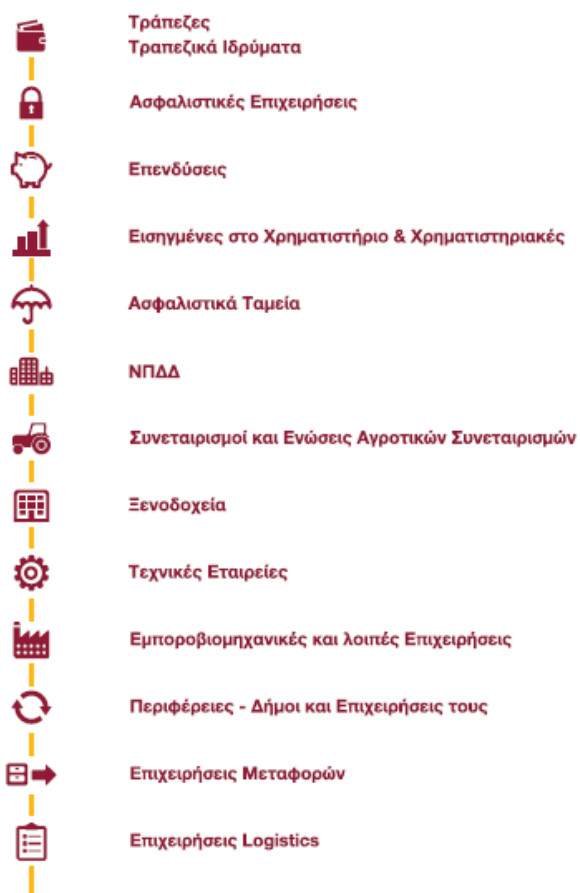 Τράπεζες
Τραπεζικά Ιδρύματα
Ασφαλιστικές Επιχειρήσεις
Επενδύσεις
Εισηγμένες στο Χρηματιστήριο & Χρηματιστηριακές
Ασφαλιστικά Ταμεία
ΝΠΔΔ
Συνεταιρισμοί και Ενώσεις Αγροτικών Συνεταιρισμών
Ξενοδοχεία
Τεχνικές Εταιρείες
Εμποροβιομηχανικές και λοιπές Επιχειρήσεις
Περιφέρειες - Δήμοι και Επιχειρήσεις τους
Επιχειρήσεις Μεταφορών
Επιχειρήσεις Logistics